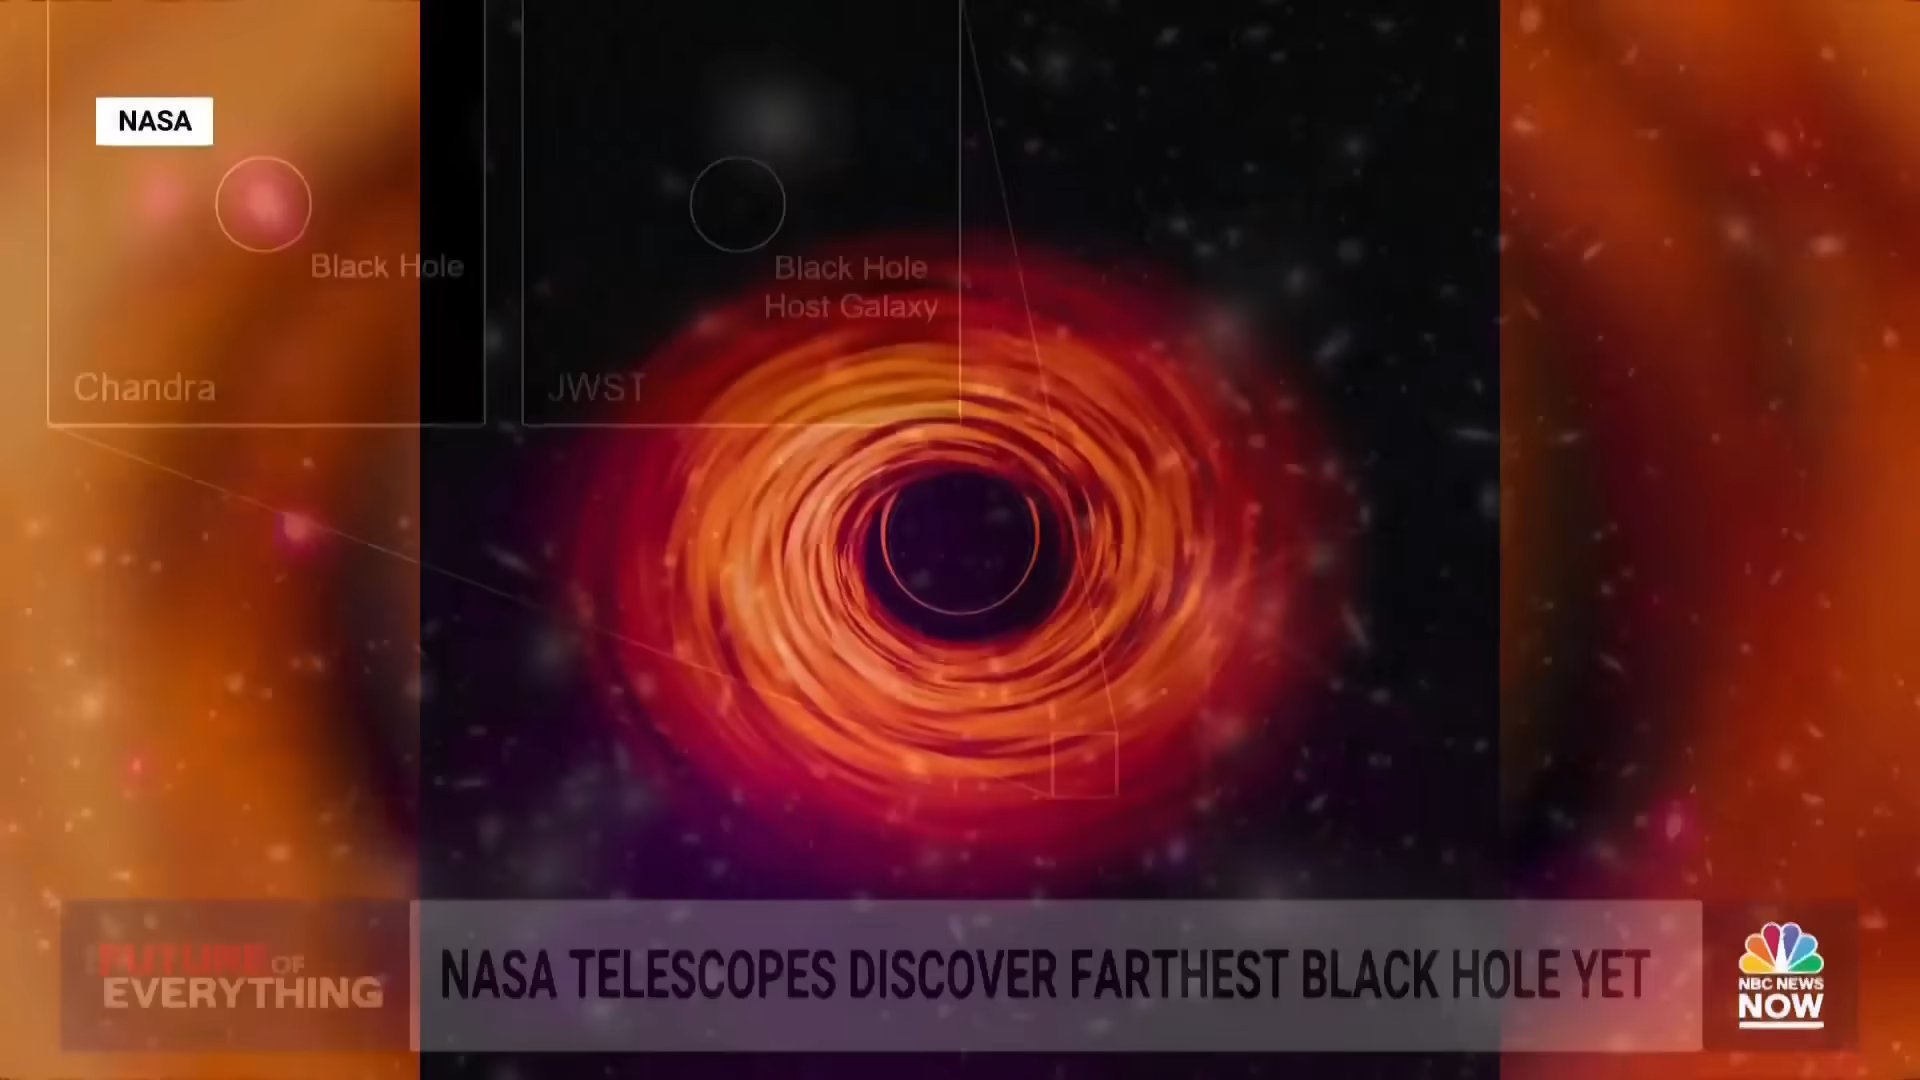 NASA
Black Hole
Black Hole
Host Galaxy
Chandra
JWST
FUTURE OF
EVERYTHING
NASA TELESCOPES DISCOVER FARTHEST BLACK HOLE YET
NBC NEWS
NOW